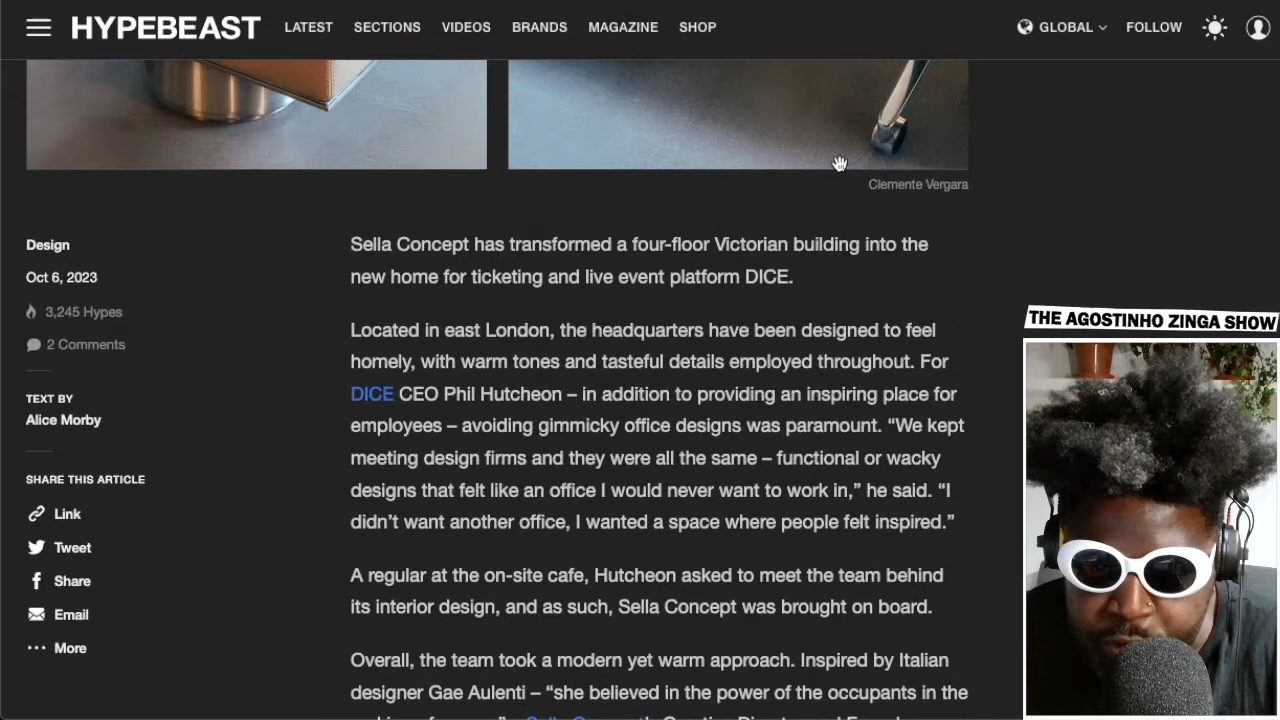 HYPEBEAST
LATEST
SECTIONS
VIDEOS
BRANDS
MAGAZINE
SHOP
GLOBAL
FOLLOW
Clemente Vergara
Design
Oct 6, 2023
3,245 Hypes
2 Comments
TEXT BY
Alice Morby
SHARE THIS ARTICLE
Link
Tweet
Share
Email
More
Sella Concept has transformed a four-floor Victorian building into the
new home for ticketing and live event platform DICE.
Located in east London, the headquarters have been designed to feel
homely, with warm tones and tasteful details employed throughout. For
DICE CEO Phil Hutcheon – in addition to providing an inspiring place for
employees – avoiding gimmicky office designs was paramount. “We kept
meeting design firms and they were all the same – functional or wacky
designs that felt like an office I would never want to work in,” he said. “I
didn’t want another office, I wanted a space where people felt inspired.”
A regular at the on-site cafe, Hutcheon asked to meet the team behind
its interior design, and as such, Sella Concept was brought on board.
Overall, the team took a modern yet warm approach. Inspired by Italian
designer Gae Aulenti – “she believed in the power of the occupants in the
THE AGOSTINHO ZINGA SHOW